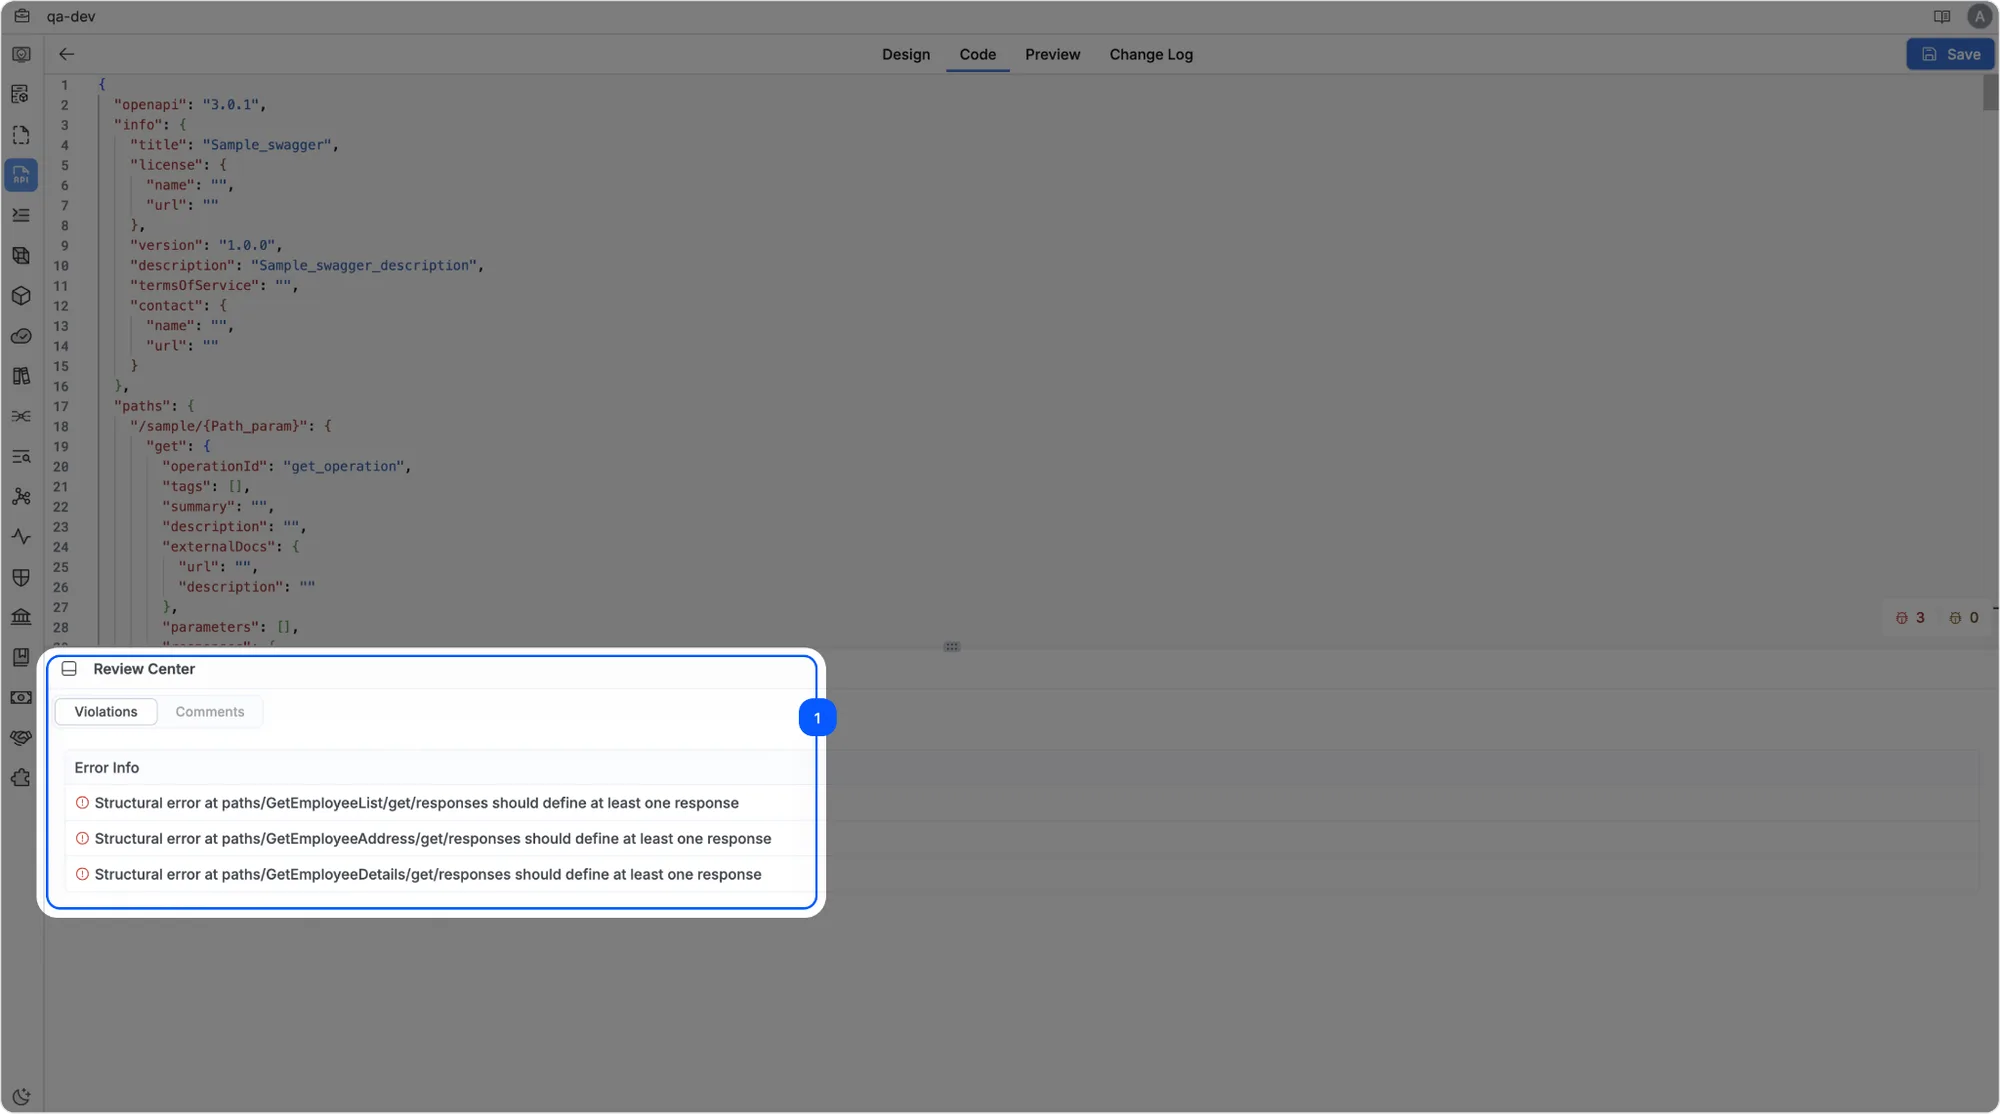 qa-dev
A
Design
Code
Preview
Change Log
Save
API
1 {
2 "openapi": "3.0.1",
3 "info": {
4 "title": "Sample_swagger",
5 "license": {
6 "name": "",
7 "url": ""
8 },
9 "version": "1.0.0",
10 "description": "Sample_swagger_description",
11 "termsOfService": "",
12 "contact": {
13 "name": "",
14 "url": ""
15 }
16 },
17 "paths": {
18 "/sample/{Path_param}": {
19 "get": {
20 "operationId": "get_operation",
21 "tags": [],
22 "summary": "",
23 "description": "",
24 "externalDocs": {
25 "url": "",
26 "description": ""
27 },
28 "parameters": [],
3
0
Review Center
Violations
Comments
1
Error Info
Structural error at paths/GetEmployeeList/get/responses should define at least one response
Structural error at paths/GetEmployeeAddress/get/responses should define at least one response
Structural error at paths/GetEmployeeDetails/get/responses should define at least one response